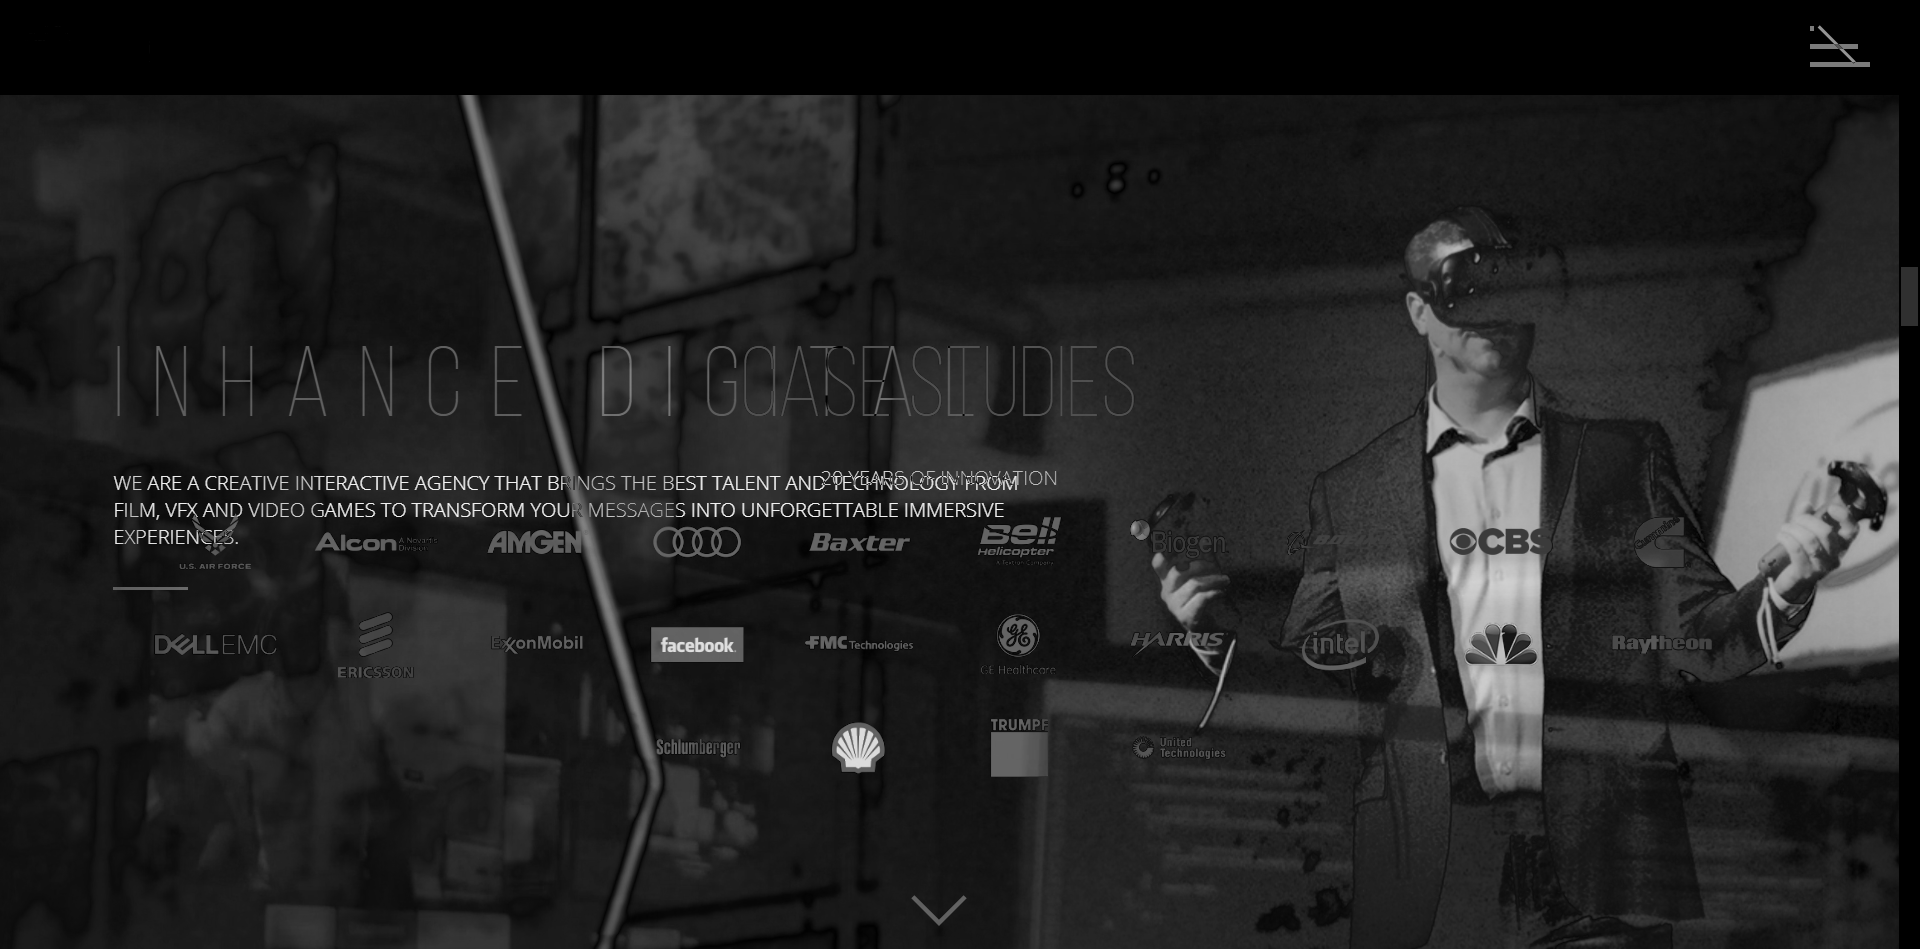 INHANCE DIGITAL
CASE STUDIES
20 YEARS OF INNOVATION
WE ARE A CREATIVE INTERACTIVE AGENCY THAT BRINGS THE BEST TALENT AND TECHNOLOGY FROM
FILM, VFX AND VIDEO GAMES TO TRANSFORM YOUR MESSAGES INTO UNFORGETTABLE IMMERSIVE
EXPERIENCES.
U.S. AIR FORCE
Alcon A Novartis Division
AMGEN
Baxter
Bell Helicopter A Textron Company
Biogen
CBS
Cummins
DELLEMC
ERICSSON
ExxonMobil
facebook
FMC Technologies
GE Healthcare
HARRIS
intel
Raytheon
Schlumberger
TRUMPF
United Technologies